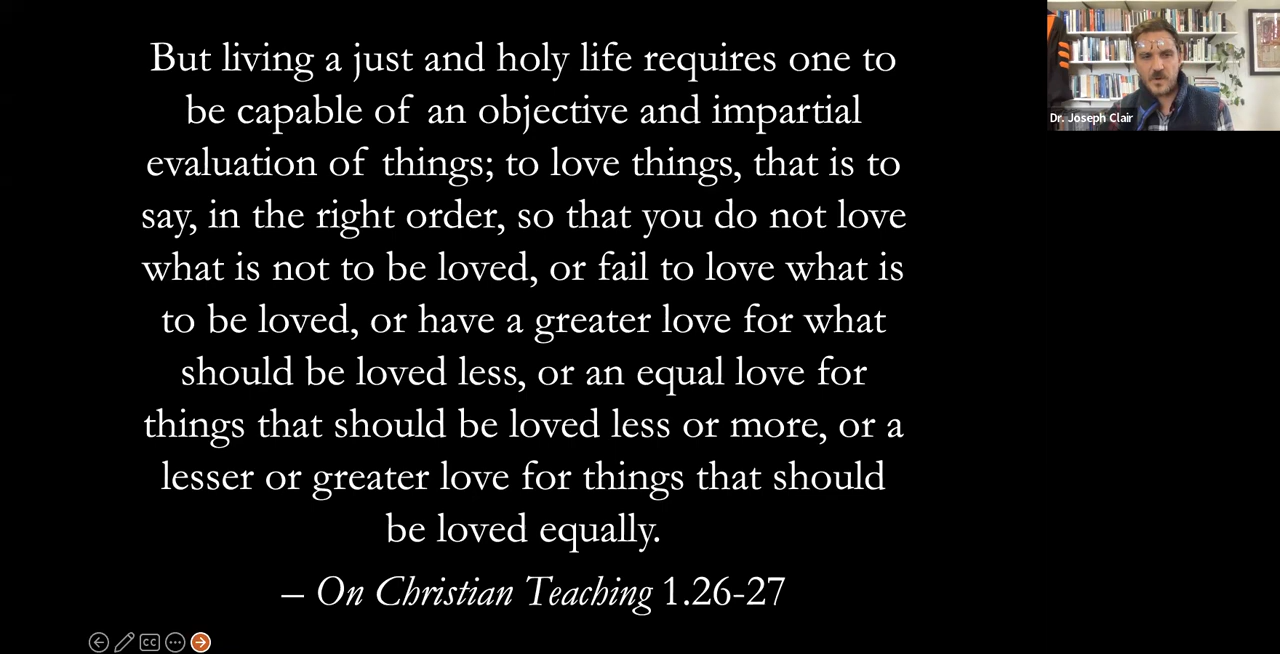 But living a just and holy life requires one to
be capable of an objective and impartial
evaluation of things; to love things, that is to
say, in the right order, so that you do not love
what is not to be loved, or fail to love what is
to be loved, or have a greater love for what
should be loved less, or an equal love for
things that should be loved less or more, or a
lesser or greater love for things that should
be loved equally.
– On Christian Teaching 1.26-27
Dr. Joseph Clair
CC